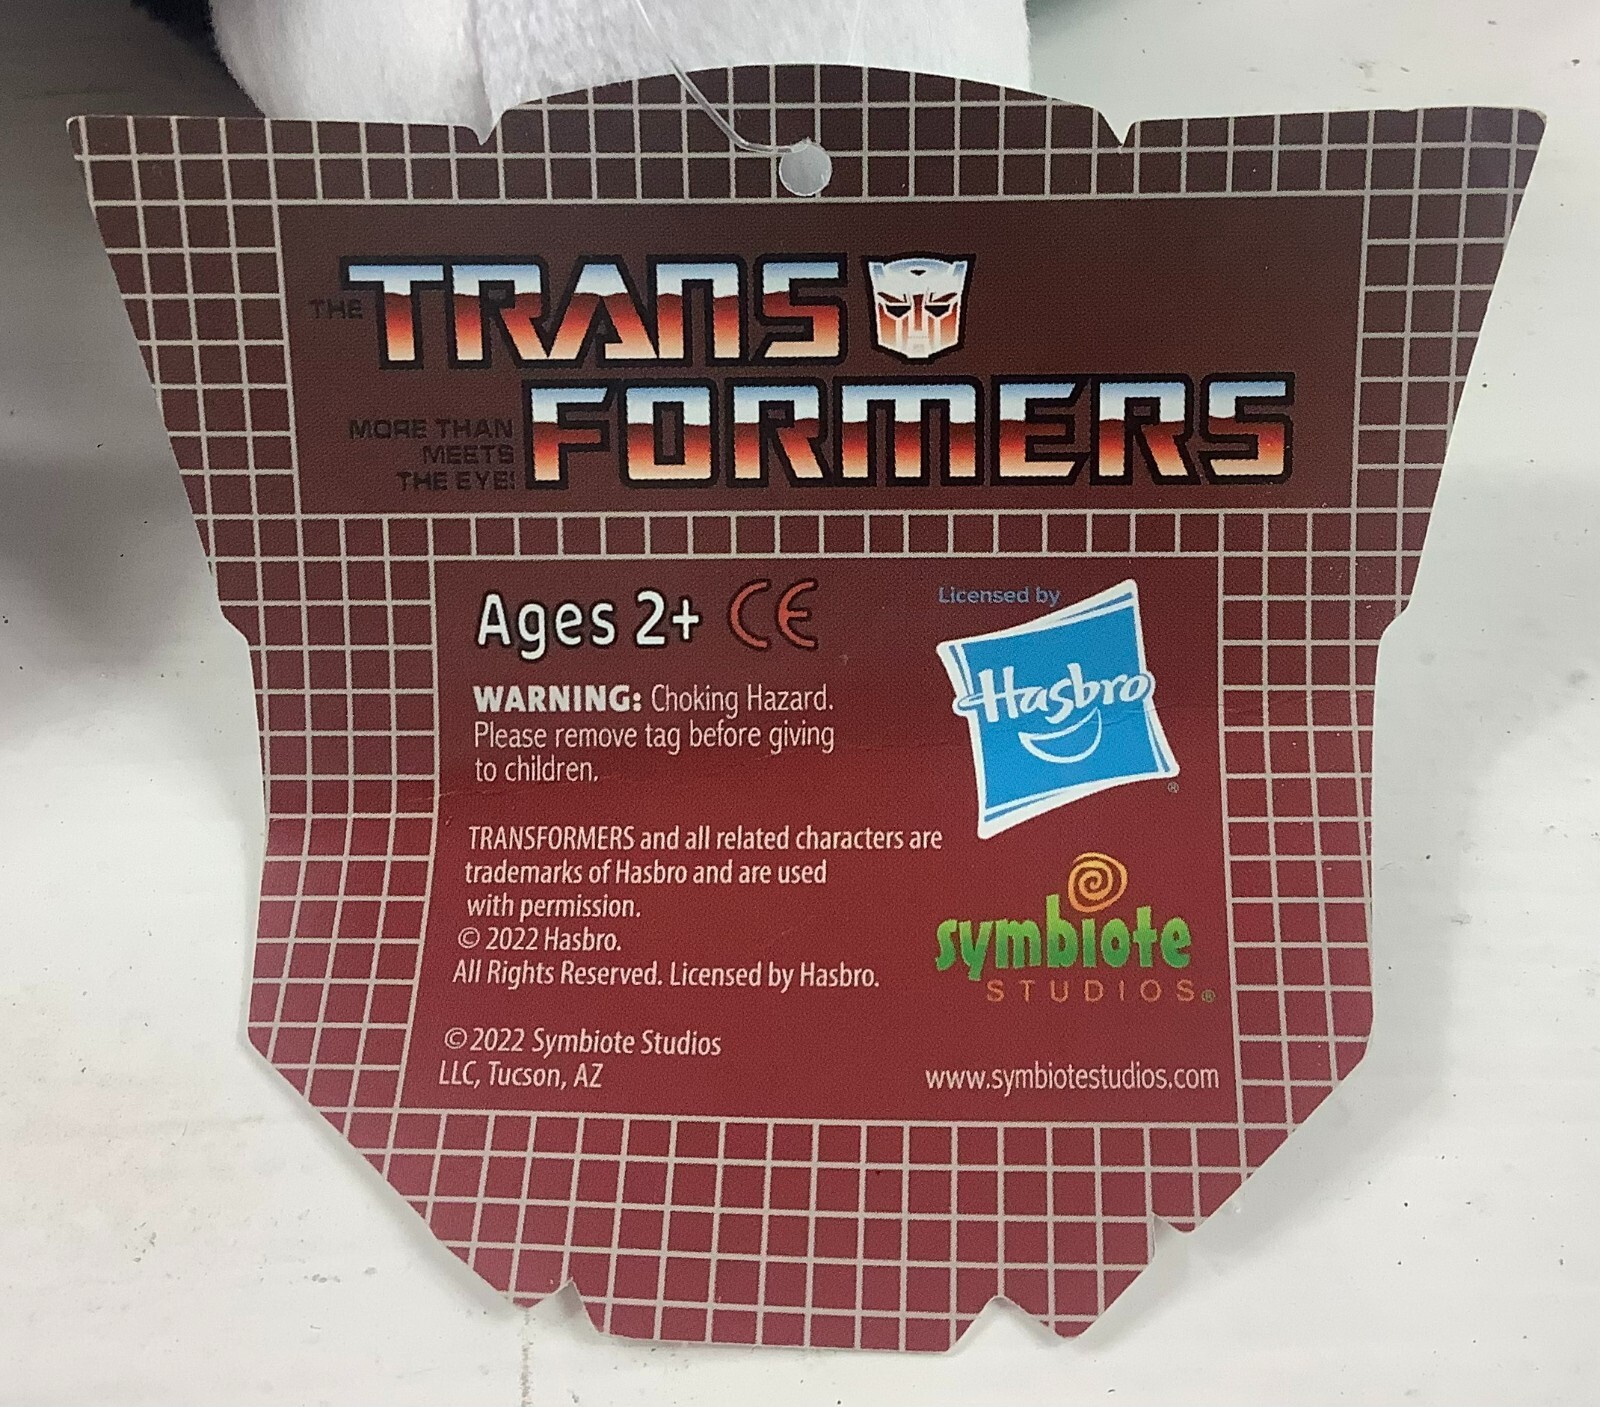 THE TRANS
FORMERS
MORE THAN
MEETS
THE EYE!
Ages 2+ CE
WARNING: Choking Hazard.
Please remove tag before giving
to children.
Licensed by
Hasbro
®
TRANSFORMERS and all related characters are
trademarks of Hasbro and are used
with permission.
© 2022 Hasbro.
All Rights Reserved. Licensed by Hasbro.
symbiote
STUDIOS®
© 2022 Symbiote Studios
LLC, Tucson, AZ
www.symbiotestudios.com